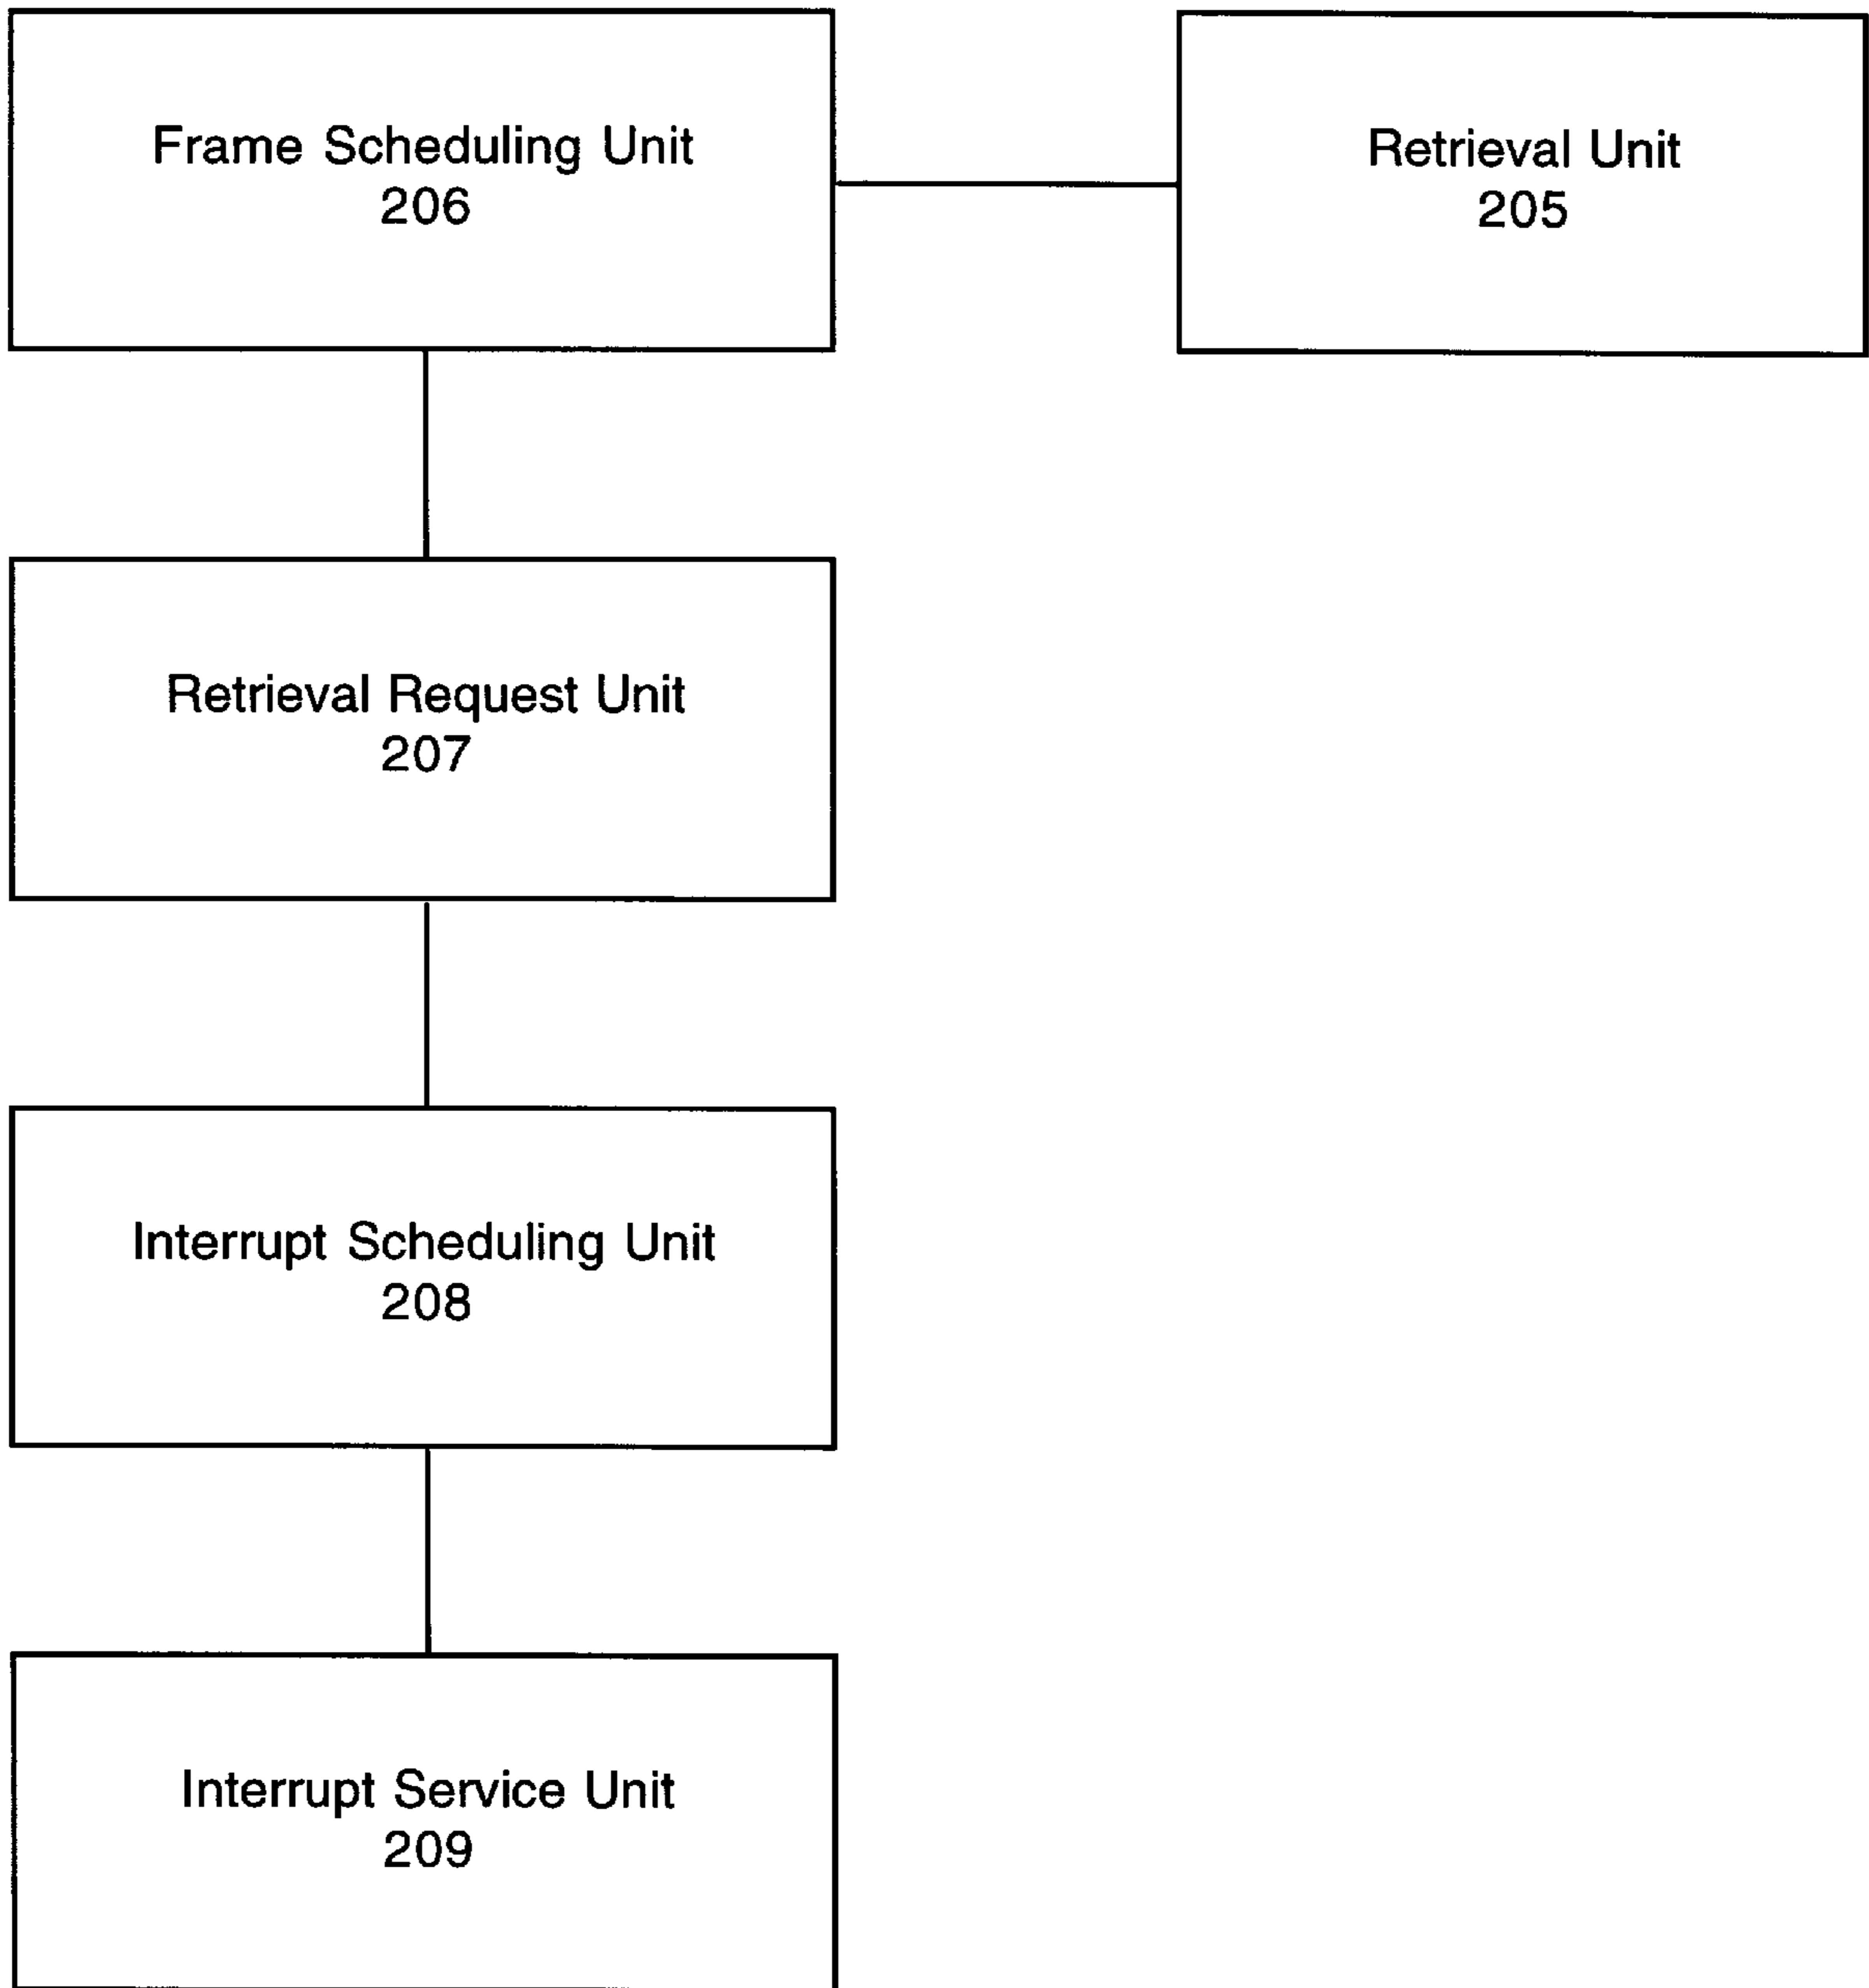 Frame Scheduling Unit
206
Retrieval Unit
205
Retrieval Request Unit
207
Interrupt Scheduling Unit
208
Interrupt Service Unit
209